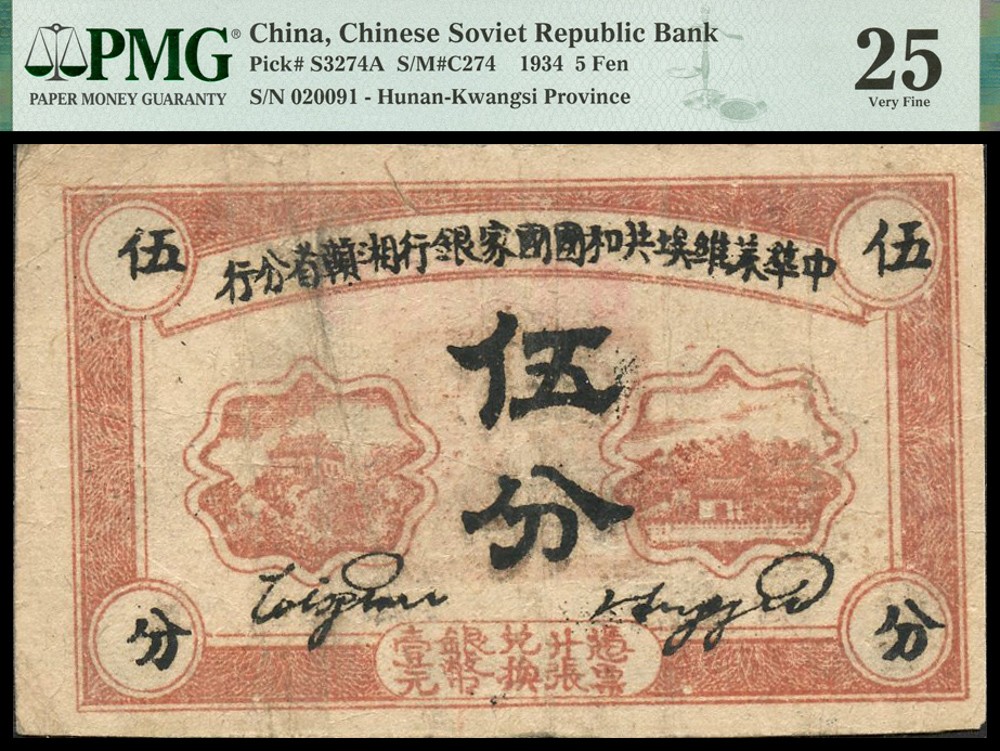 PMG®
PAPER MONEY GUARANTY
China, Chinese Soviet Republic Bank
Pick# S3274A S/M#C274 1934 5 Fen
S/N 020091 - Hunan-Kwangsi Province
25
Very Fine
伍
伍
中華蘇維埃共和國國家銀行湘贛省分行
伍
分
分
分
憑票
廿張
兌換
銀幣
壹元